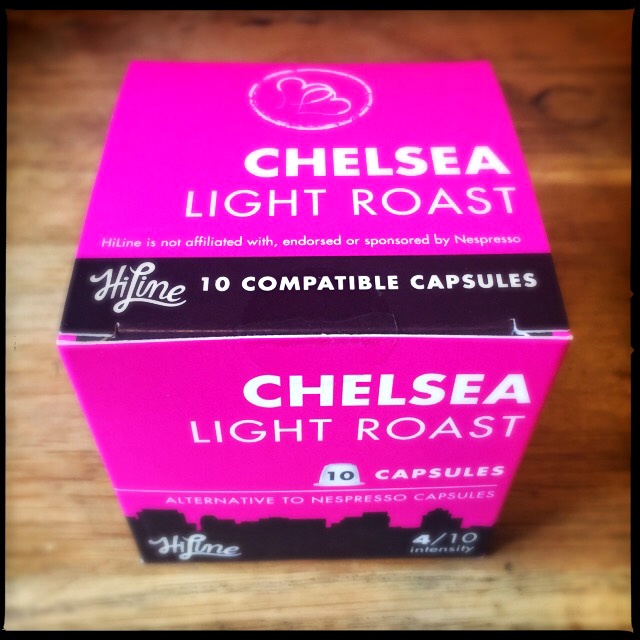 CHELSEA
LIGHT ROAST
HiLine is not affiliated with, endorsed or sponsored by Nespresso
HiLine 10 COMPATIBLE CAPSULES
CHELSEA
LIGHT ROAST
10 CAPSULES
ALTERNATIVE TO NESPRESSO CAPSULES
HiLine 4/10
intensity